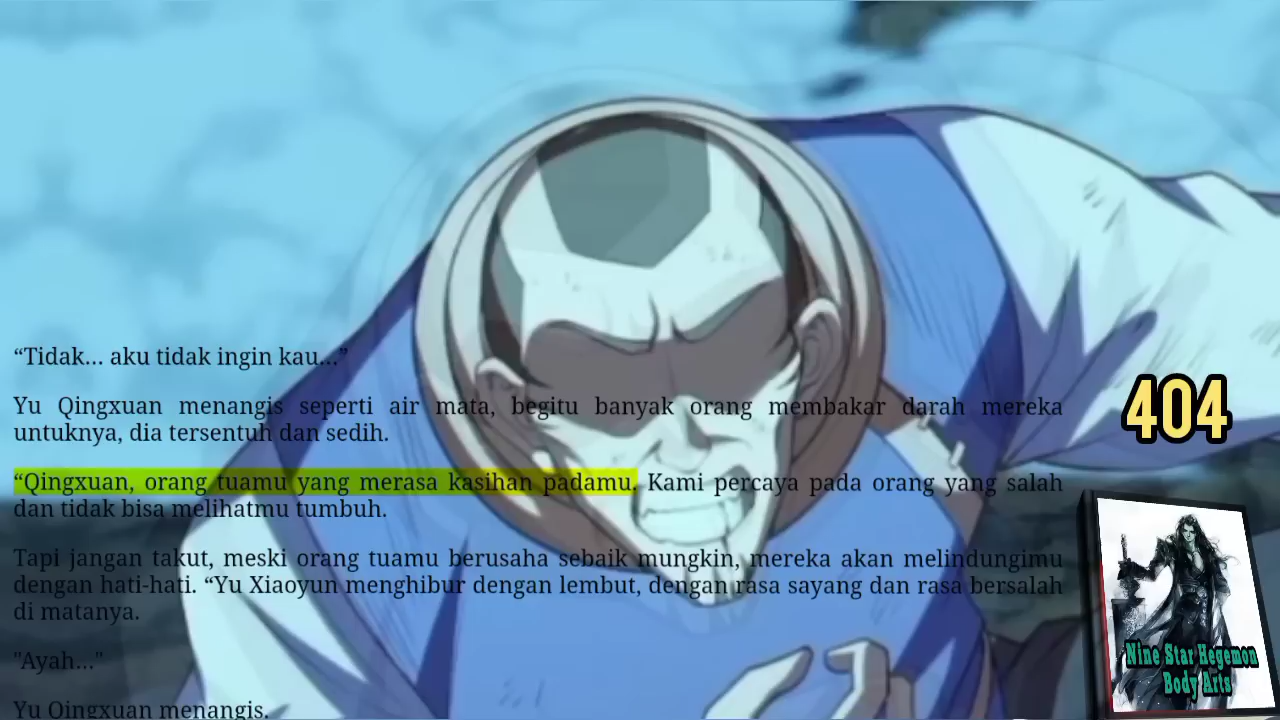 “Tidak... aku tidak ingin kau...”
Yu Qingxuan menangis seperti air mata, begitu banyak orang membakar darah mereka
untuknya, dia tersentuh dan sedih.
“Qingxuan, orang tuamu yang merasa kasihan padamu. Kami percaya pada orang yang salah
dan tidak bisa melihatmu tumbuh.
Tapi jangan takut, meski orang tuamu berusaha sebaik mungkin, mereka akan melindungimu
dengan hati-hati. “Yu Xiaoyun menghibur dengan lembut, dengan rasa sayang dan rasa bersalah
di matanya.
"Ayah..."
Yu Qingxuan menangis.
404
Nine Star Hegemon
Body Arts